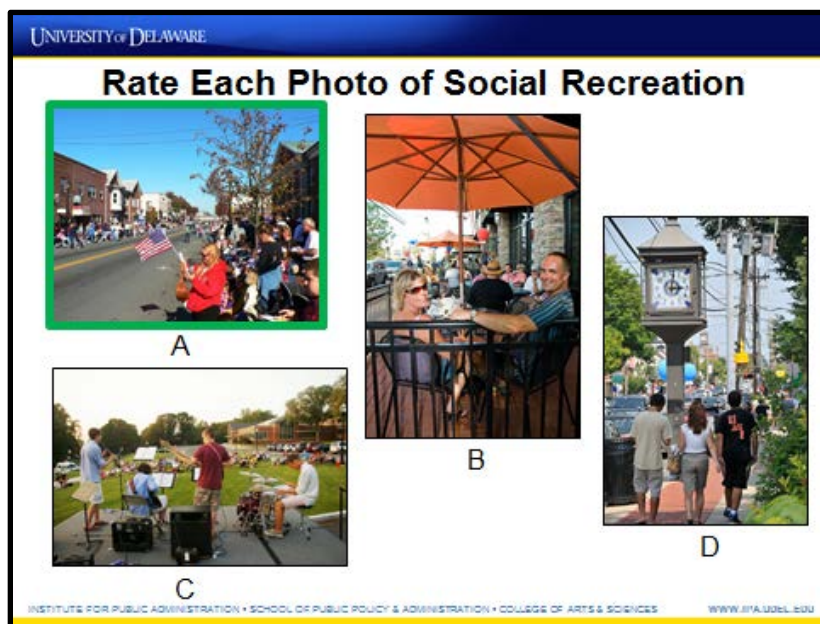 UNIVERSITY OF DELAWARE
Rate Each Photo of Social Recreation
A
B
C
D
INSTITUTE FOR PUBLIC ADMINISTRATION • SCHOOL OF PUBLIC POLICY & ADMINISTRATION • COLLEGE OF ARTS & SCIENCES WWW.IPA.UDEL.EDU